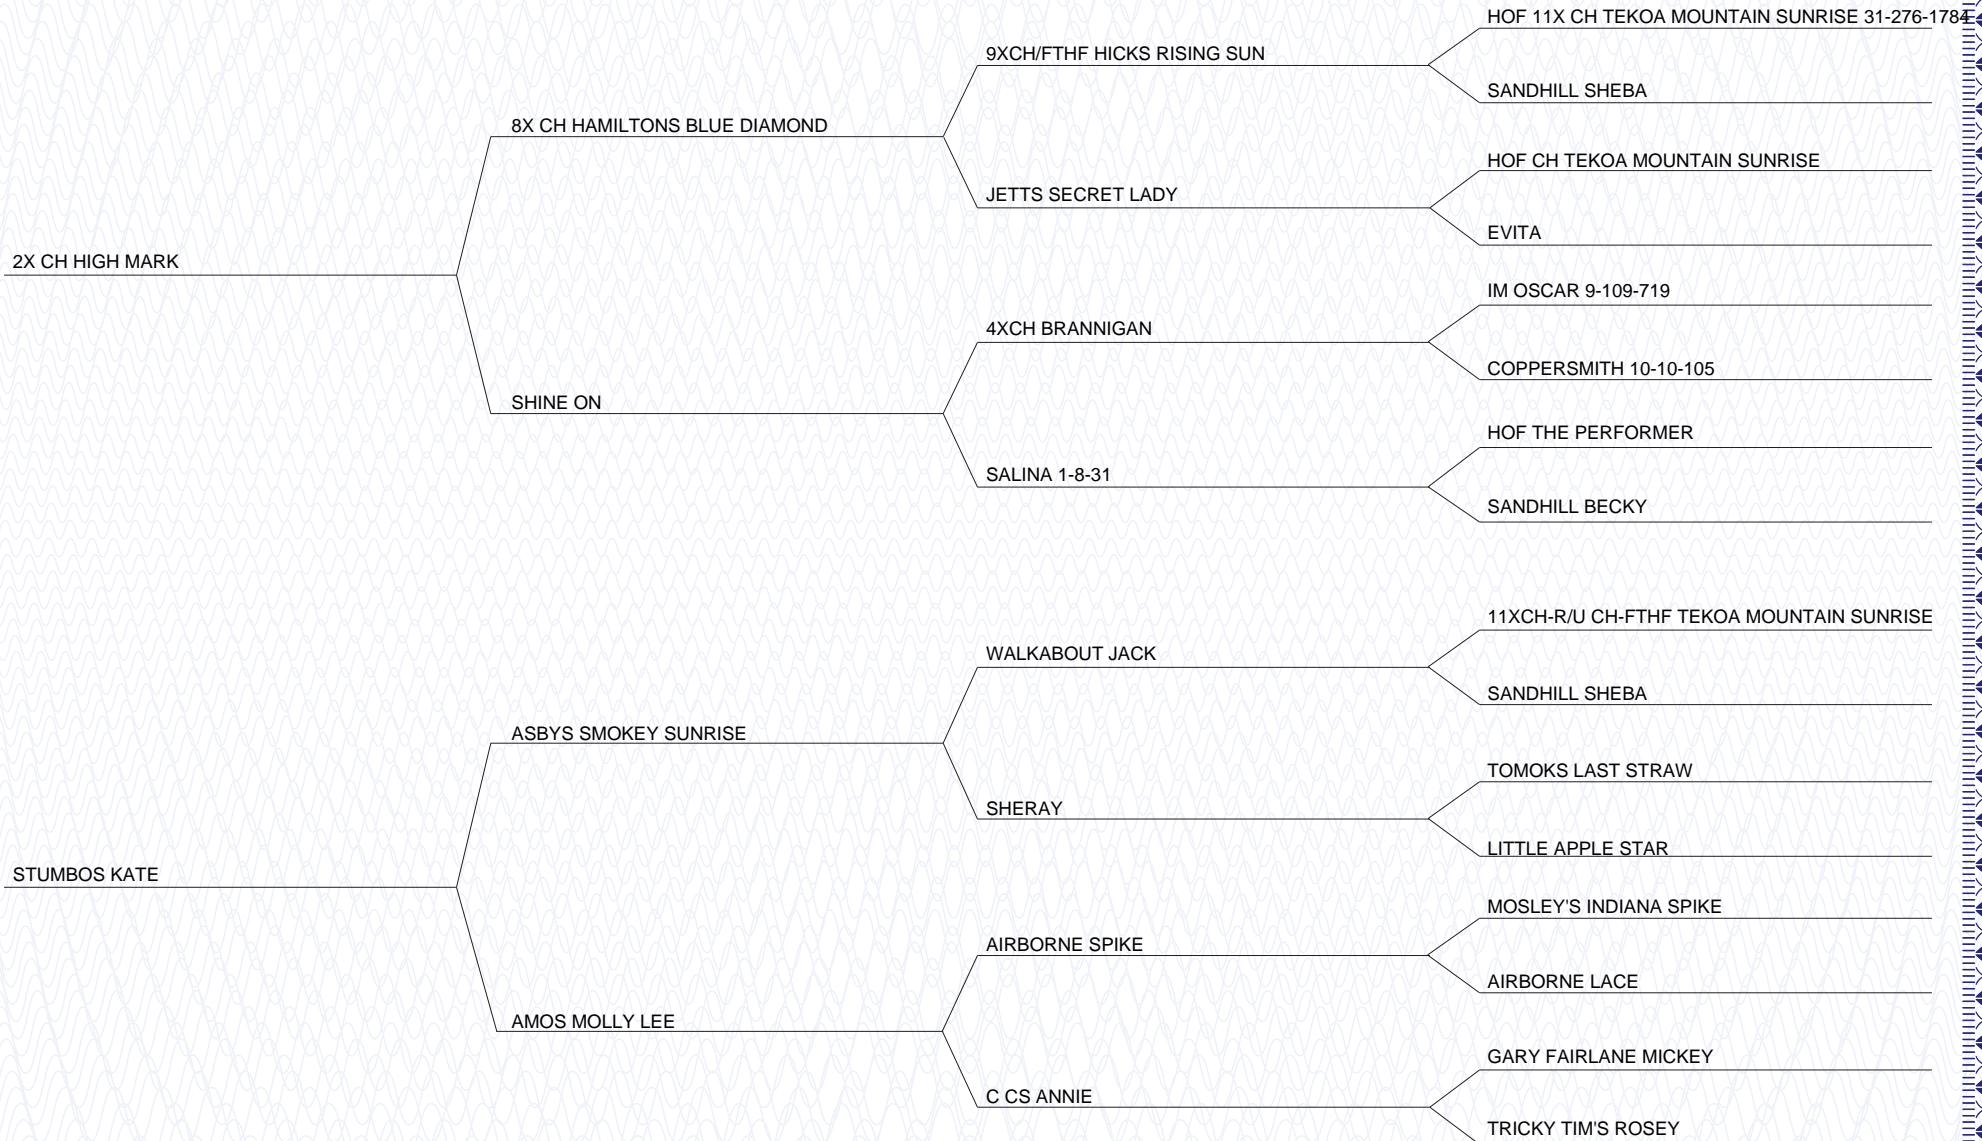 HOF 11X CH TEKOA MOUNTAIN SUNRISE 31-276-1784
9XCH/FTHF HICKS RISING SUN
SANDHILL SHEBA
8X CH HAMILTONS BLUE DIAMOND
HOF CH TEKOA MOUNTAIN SUNRISE
JETTS SECRET LADY
EVITA
2X CH HIGH MARK
IM OSCAR 9-109-719
4XCH BRANNIGAN
COPPERSMITH 10-10-105
SHINE ON
HOF THE PERFORMER
SALINA 1-8-31
SANDHILL BECKY
11XCH-R/U CH-FTHF TEKOA MOUNTAIN SUNRISE
WALKABOUT JACK
SANDHILL SHEBA
ASBYS SMOKEY SUNRISE
TOMOKS LAST STRAW
SHERAY
LITTLE APPLE STAR
STUMBOS KATE
MOSLEY'S INDIANA SPIKE
AIRBORNE SPIKE
AIRBORNE LACE
AMOS MOLLY LEE
GARY FAIRLANE MICKEY
C CS ANNIE
TRICKY TIM'S ROSEY